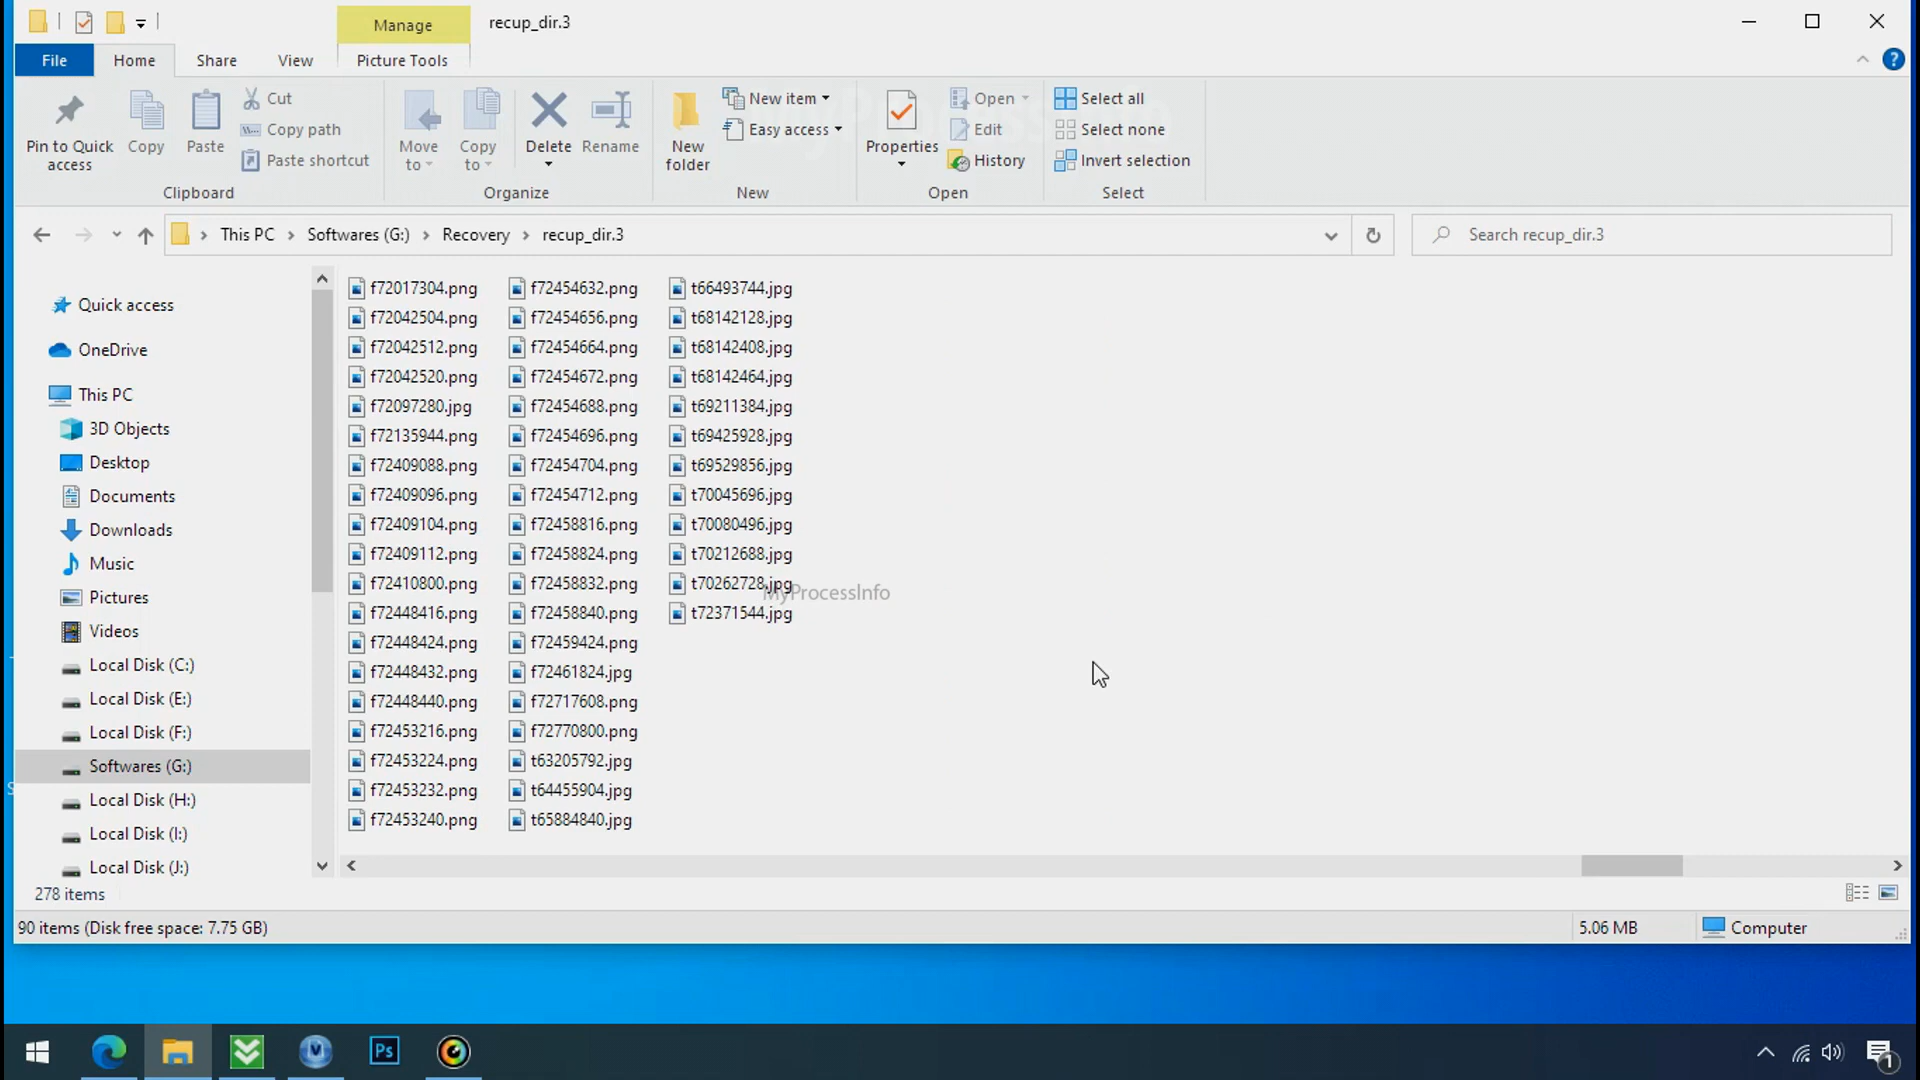 Manage
recup_dir.3
File
Home
Share
View
Picture Tools
Pin to Quick access
Copy
Paste
Cut
Copy path
Paste shortcut
Clipboard
Move to
Copy to
Delete
Rename
Organize
New folder
New item
Easy access
New
Properties
Open
Edit
History
Open
Select all
Select none
Invert selection
Select
MyProcessInfo
This PC
Softwares (G:)
Recovery
recup_dir.3
Search recup_dir.3
Quick access
OneDrive
This PC
3D Objects
Desktop
Documents
Downloads
Music
Pictures
Videos
Local Disk (C:)
Local Disk (E:)
Local Disk (F:)
Softwares (G:)
Local Disk (H:)
Local Disk (I:)
Local Disk (J:)
f72017304.png
f72042504.png
f72042512.png
f72042520.png
f72097280.jpg
f72135944.png
f72409088.png
f72409096.png
f72409104.png
f72409112.png
f72410800.png
f72448416.png
f72448424.png
f72448432.png
f72448440.png
f72453216.png
f72453224.png
f72453232.png
f72453240.png
f72454632.png
f72454656.png
f72454664.png
f72454672.png
f72454688.png
f72454696.png
f72454704.png
f72454712.png
f72458816.png
f72458824.png
f72458832.png
f72458840.png
f72459424.png
f72461824.jpg
f72717608.png
f72770800.png
t63205792.jpg
t64455904.jpg
t65884840.jpg
t66493744.jpg
t68142128.jpg
t68142408.jpg
t68142464.jpg
t69211384.jpg
t69425928.jpg
t69529856.jpg
t70045696.jpg
t70080496.jpg
t70212688.jpg
t70262728.jpg
t72371544.jpg
MyProcessInfo
278 items
90 items (Disk free space: 7.75 GB)
5.06 MB
Computer
Ps
1